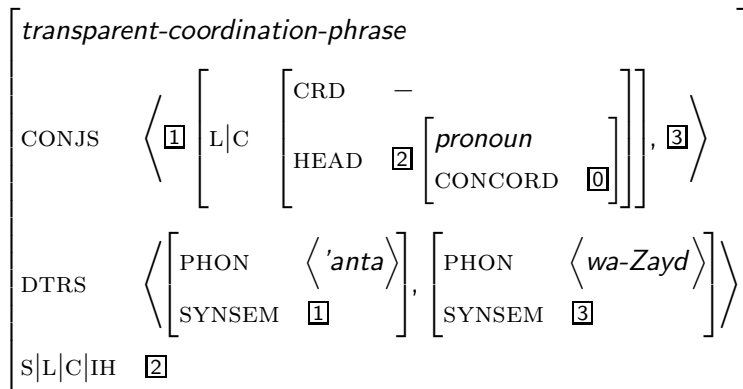 transparent-coordination-phrase
CONJS ⟨ 1 [ L|C [ CRD −
HEAD 2 [ pronoun
CONCORD 0 ] ] ], 3 ⟩
DTRS ⟨ [ PHON ⟨'anta⟩
SYNSEM 1 ], [ PHON ⟨wa-Zayd⟩
SYNSEM 3 ] ⟩
S|L|C|IH 2